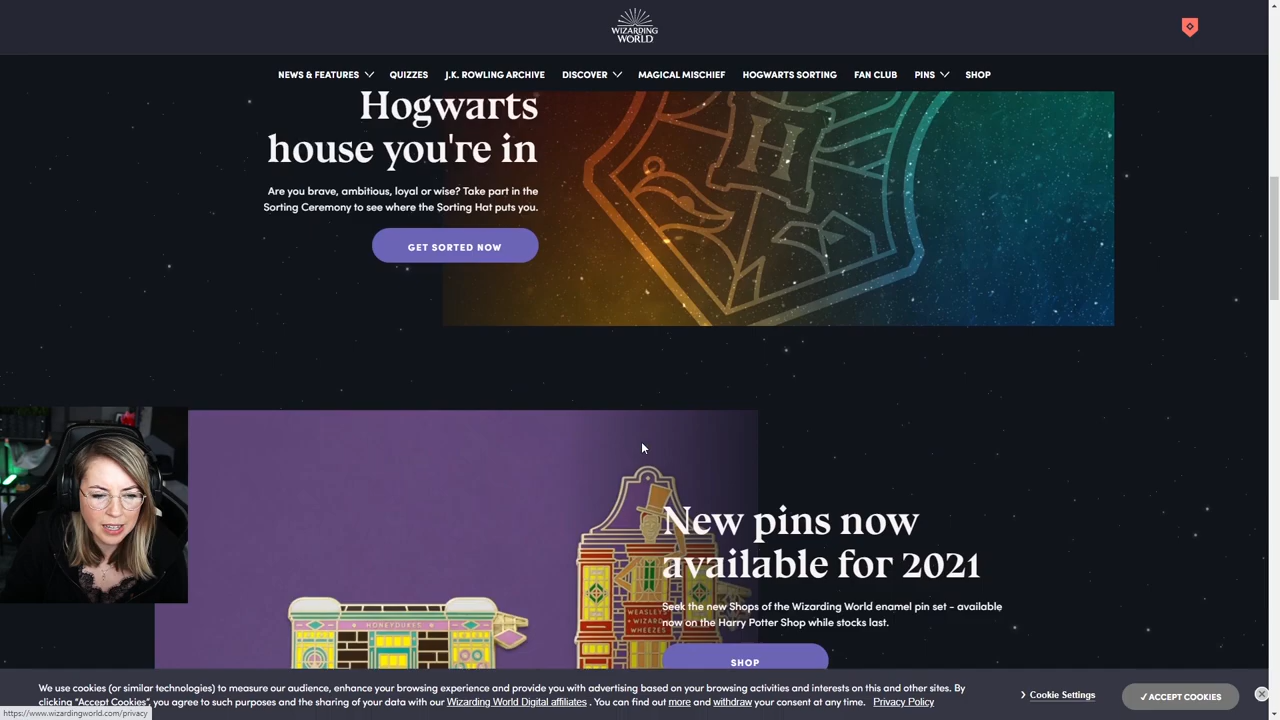 WIZARDING
WORLD
NEWS & FEATURES
QUIZZES
J.K. ROWLING ARCHIVE
DISCOVER
MAGICAL MISCHIEF
HOGWARTS SORTING
FAN CLUB
PINS
SHOP
Hogwarts
house you're in
Are you brave, ambitious, loyal or wise? Take part in the
Sorting Ceremony to see where the Sorting Hat puts you.
GET SORTED NOW
H
New pins now
available for 2021
HONEYDUKES
WEASLEYS
WIZARD
WHEEZES
Seek the new Shops of the Wizarding World enamel pin set - available
now on the Harry Potter Shop while stocks last.
SHOP
We use cookies (or similar technologies) to measure our audience, enhance your browsing experience and provide you with advertising based on your browsing activities and interests on this and other sites. By
clicking "Accept Cookies", you agree to such purposes and the sharing of your data with our Wizarding World Digital affiliates . You can find out more and withdraw your consent at any time. Privacy Policy
Cookie Settings
✓ACCEPT COOKIES
https://www.wizardingworld.com/privacy